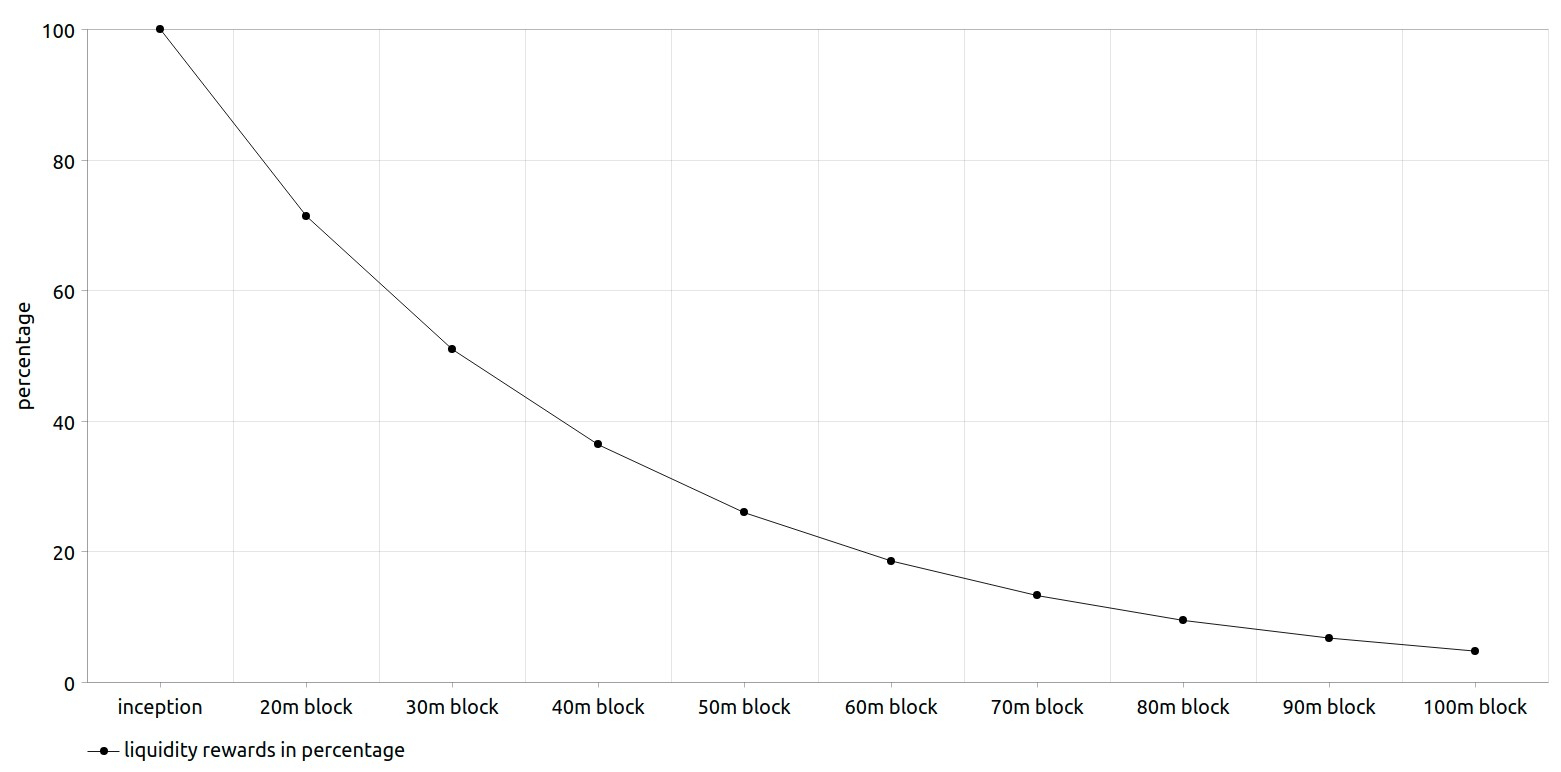 100
80
60
40
20
0
percentage
inception 20m block 30m block 40m block 50m block 60m block 70m block 80m block 90m block 100m block
liquidity rewards in percentage